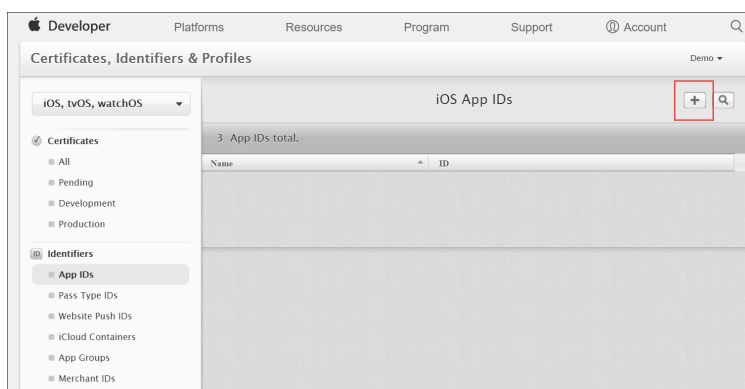 Developer Platforms Resources Program Support Account
Certificates, Identifiers & Profiles Demo
iOS, tvOS, watchOS
iOS App IDs
Certificates
3 App IDs total.
All
Name ID
Pending
Development
Production
ID Identifiers
App IDs
Pass Type IDs
Website Push IDs
iCloud Containers
App Groups
Merchant IDs